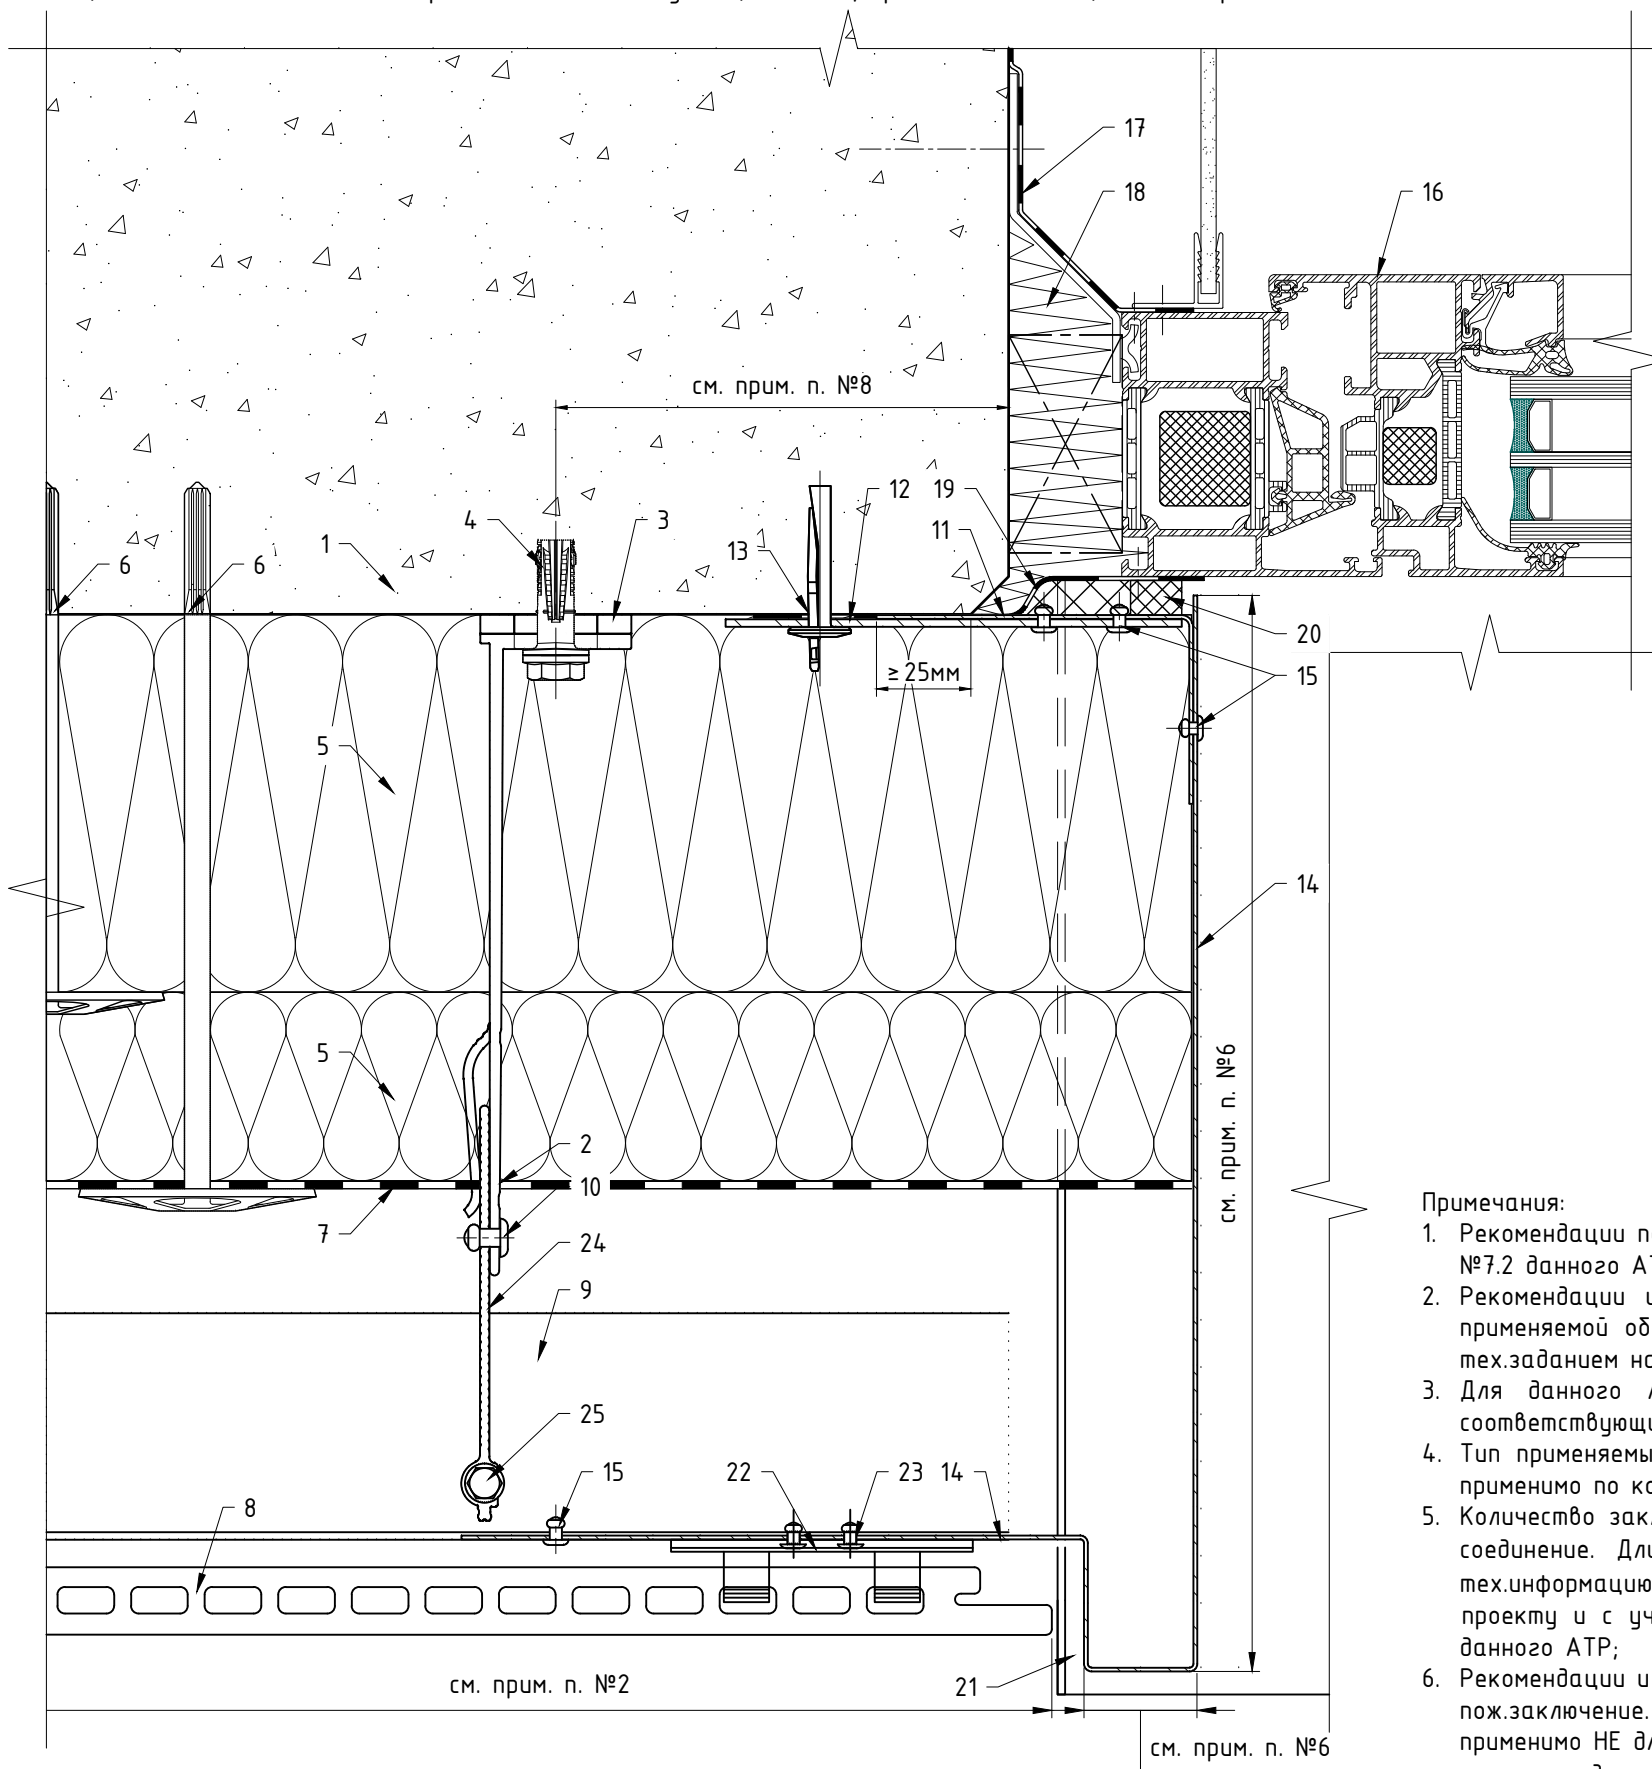 17
18
16
см. прим. п. №8
12
19
4
3
11
13
1
6
6
20
≥25мм
15
5
14
см. прим. п. №6
5
2
10
7
24
9
25
15
22
23
14
8
см. прим. п. №2
21
см. прим. п. №6
Примечания:
1. Рекомендации п
№7.2 данного А
2. Рекомендации и
применяемой об
тех.заданием на
3. Для данного
соответствующи
4. Тип применяемы
применимо по ко
5. Количество зак
соединение. Дли
тех.информацию
проекту и с уч
данного АТР;
6. Рекомендации и
пож.заключение.
применимо НЕ дл